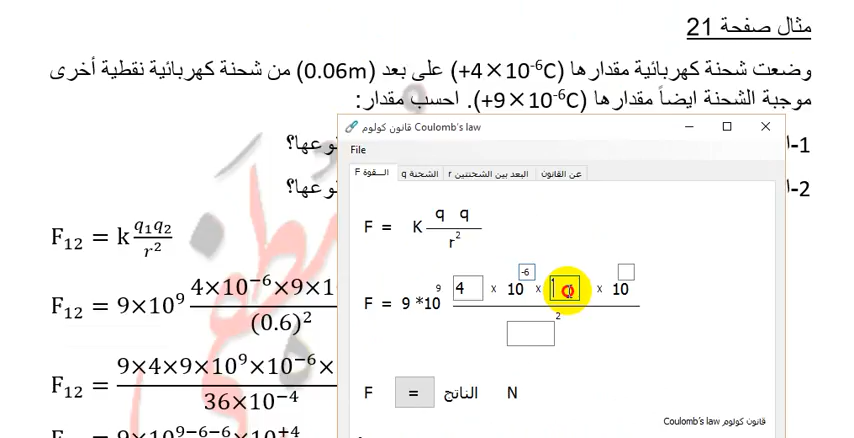 مثال صفحة 21
وضعت شحنة كهربائية مقدارها (+4×10⁻⁶C) على بعد (0.06m) من شحنة كهربائية نقطية أخرى
موجبة الشحنة ايضاً مقدارها (+9×10⁻⁶C). احسب مقدار:
1-
2-
F₁₂ = k q₁q₂ / r²
F₁₂ = 9×10⁹ 4×10⁻⁶×9×1 / (0.6)²
F₁₂ = 9×4×9×10⁹×10⁻⁶× / 36×10⁻⁴
قانون كولوم Coulomb's law
File
القوة F
الشحنة q
البعد بين الشحنتين r
عن القانون
F = K q q / r²
F = 9 *10⁹ 4 x 10 -6 x 1 x 10 / 2
F = الناتج N
قانون كولوم Coulomb's law